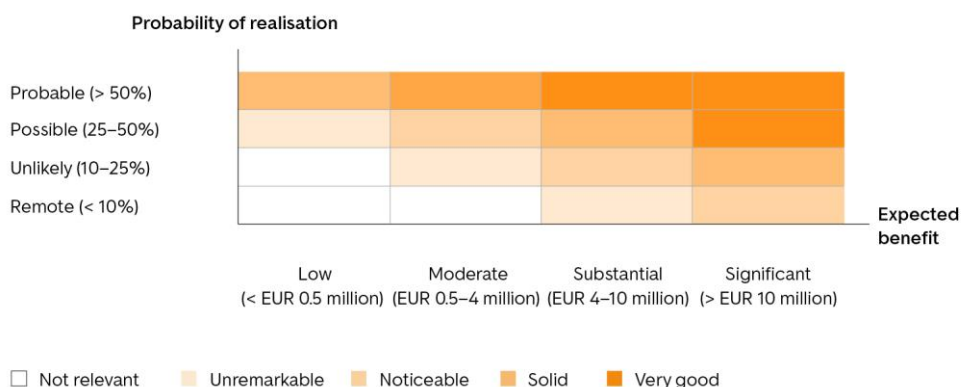 Probability of realisation
Probable (> 50%)
Possible (25–50%)
Unlikely (10–25%)
Remote (< 10%)
Expected
benefit
Low Moderate Substantial Significant
(< EUR 0.5 million) (EUR 0.5–4 million) (EUR 4–10 million) (> EUR 10 million)
Not relevant Unremarkable Noticeable Solid Very good